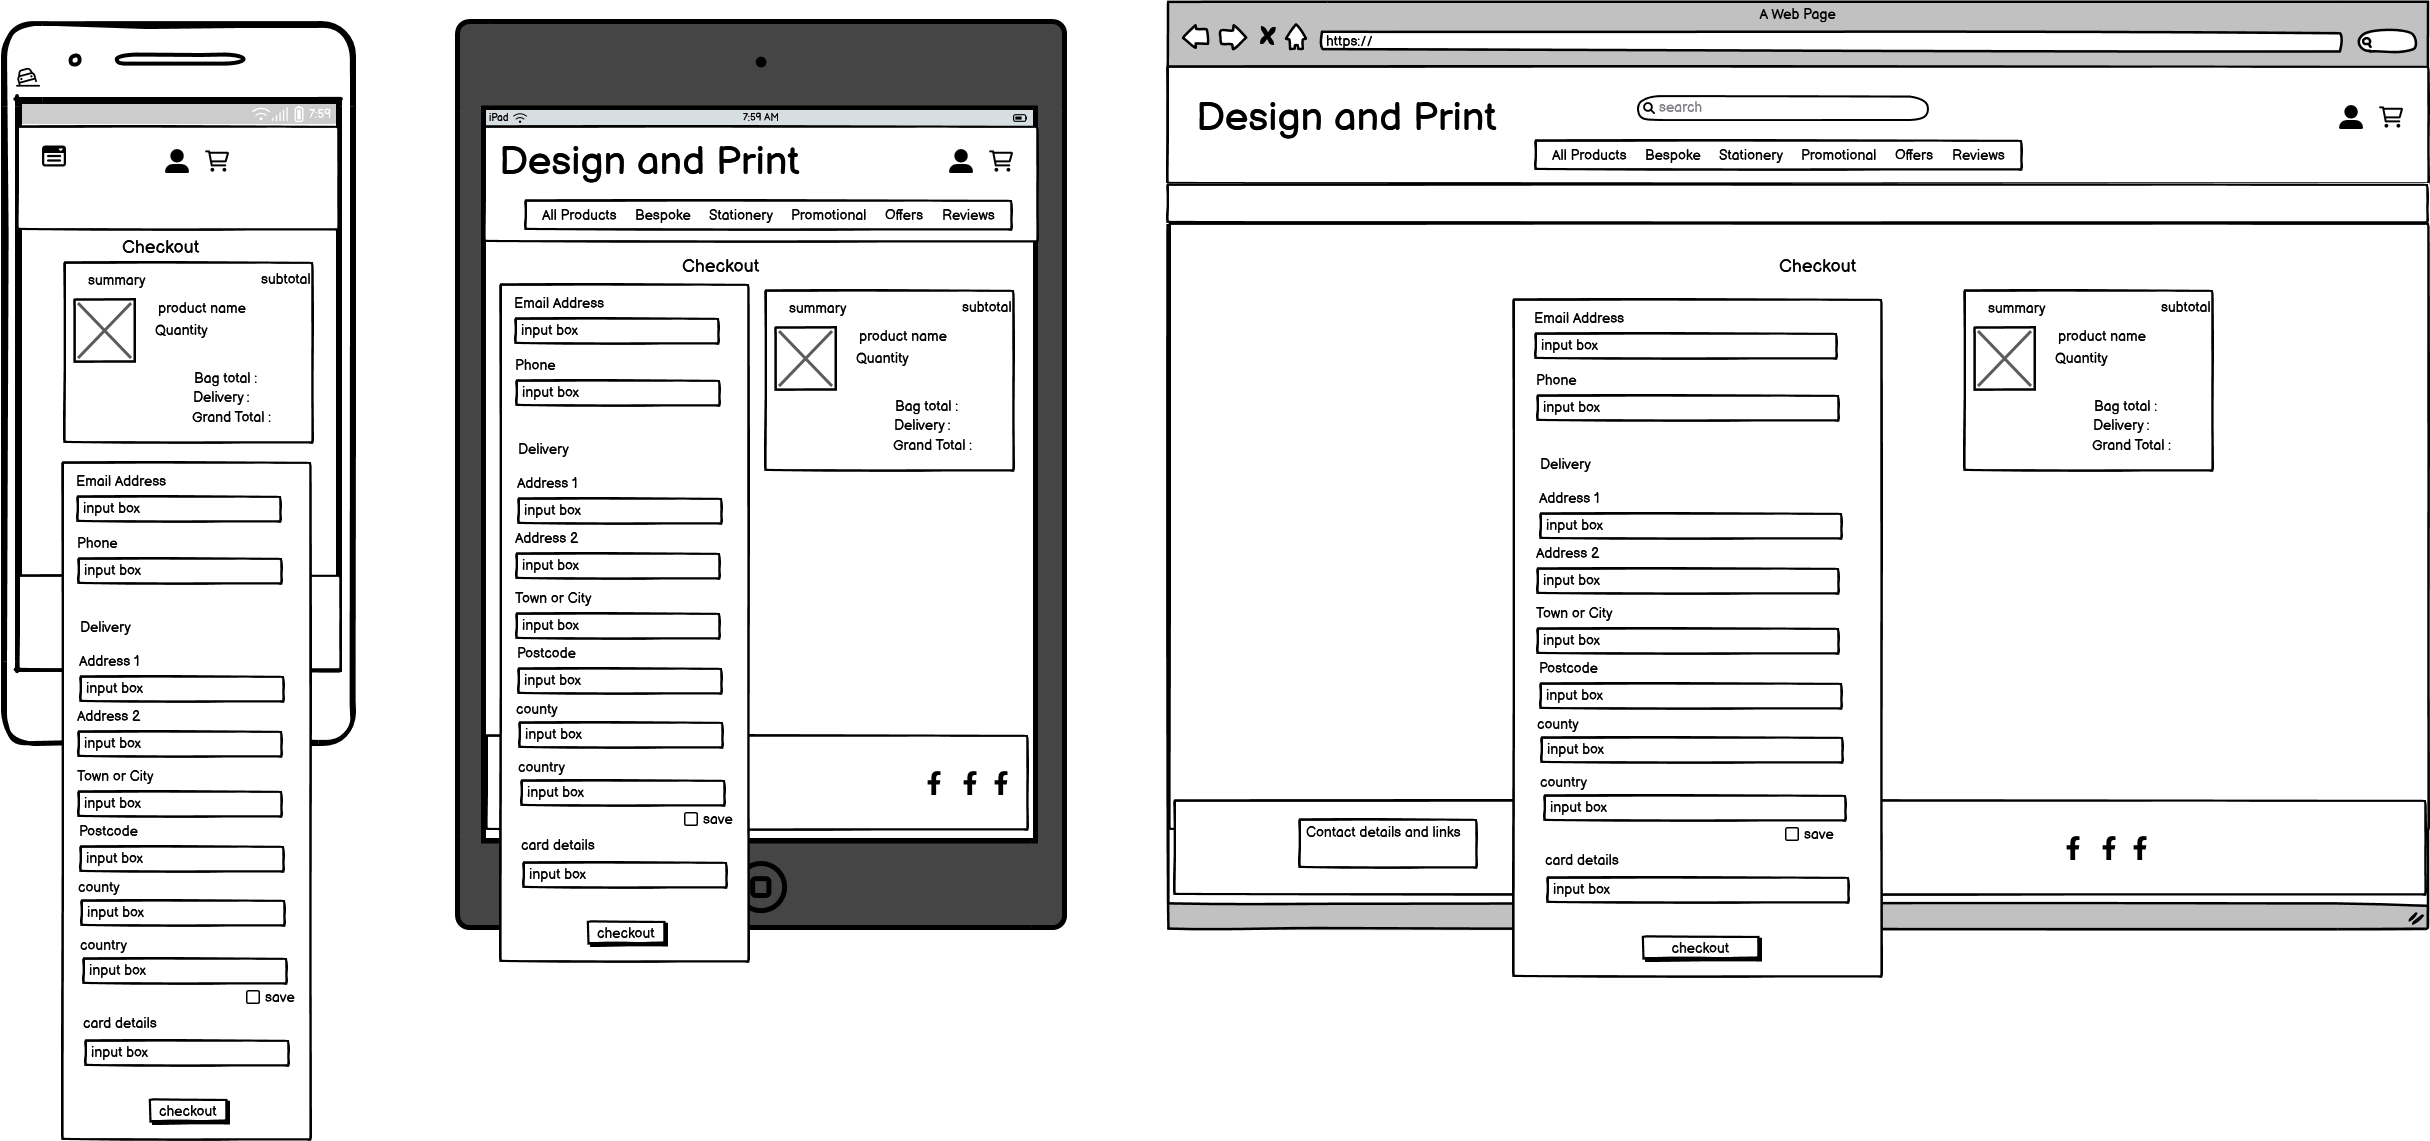 7:59
Checkout
summary subtotal
product name
Quantity
Bag total :
Delivery :
Grand Total :
Email Address
input box
Phone
input box
Delivery
Address 1
input box
Address 2
input box
Town or City
input box
Postcode
input box
county
input box
country
input box
save
card details
input box
checkout
iPad 7:59 AM
Design and Print
All Products Bespoke Stationery Promotional Offers Reviews
Checkout
Email Address
input box
Phone
input box
Delivery
Address 1
input box
Address 2
input box
Town or City
input box
Postcode
input box
county
input box
country
input box
save
card details
input box
checkout
summary subtotal
product name
Quantity
Bag total :
Delivery :
Grand Total :
A Web Page
https://
Design and Print
search
All Products Bespoke Stationery Promotional Offers Reviews
Checkout
Email Address
input box
Phone
input box
Delivery
Address 1
input box
Address 2
input box
Town or City
input box
Postcode
input box
county
input box
country
input box
save
card details
input box
checkout
summary subtotal
product name
Quantity
Bag total :
Delivery :
Grand Total :
Contact details and links